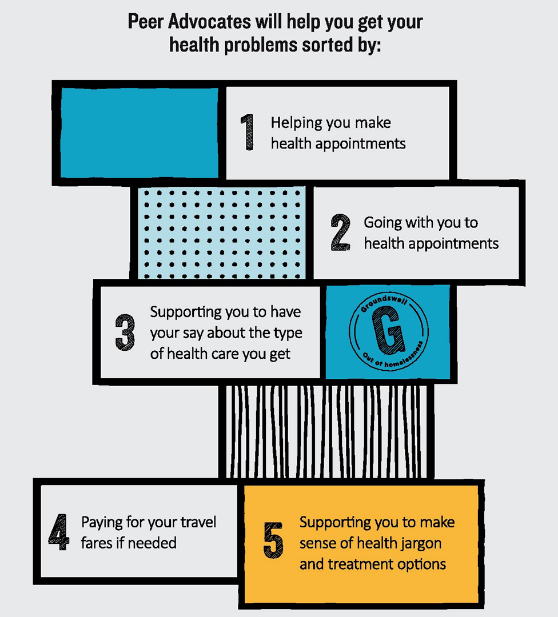 Peer Advocates will help you get your
health problems sorted by:
1
Helping you make
health appointments
2
Going with you to
health appointments
3
Supporting you to have
your say about the type
of health care you get
Groundswell
G
Out of homelessness
4
Paying for your travel
fares if needed
5
Supporting you to make
sense of health jargon
and treatment options